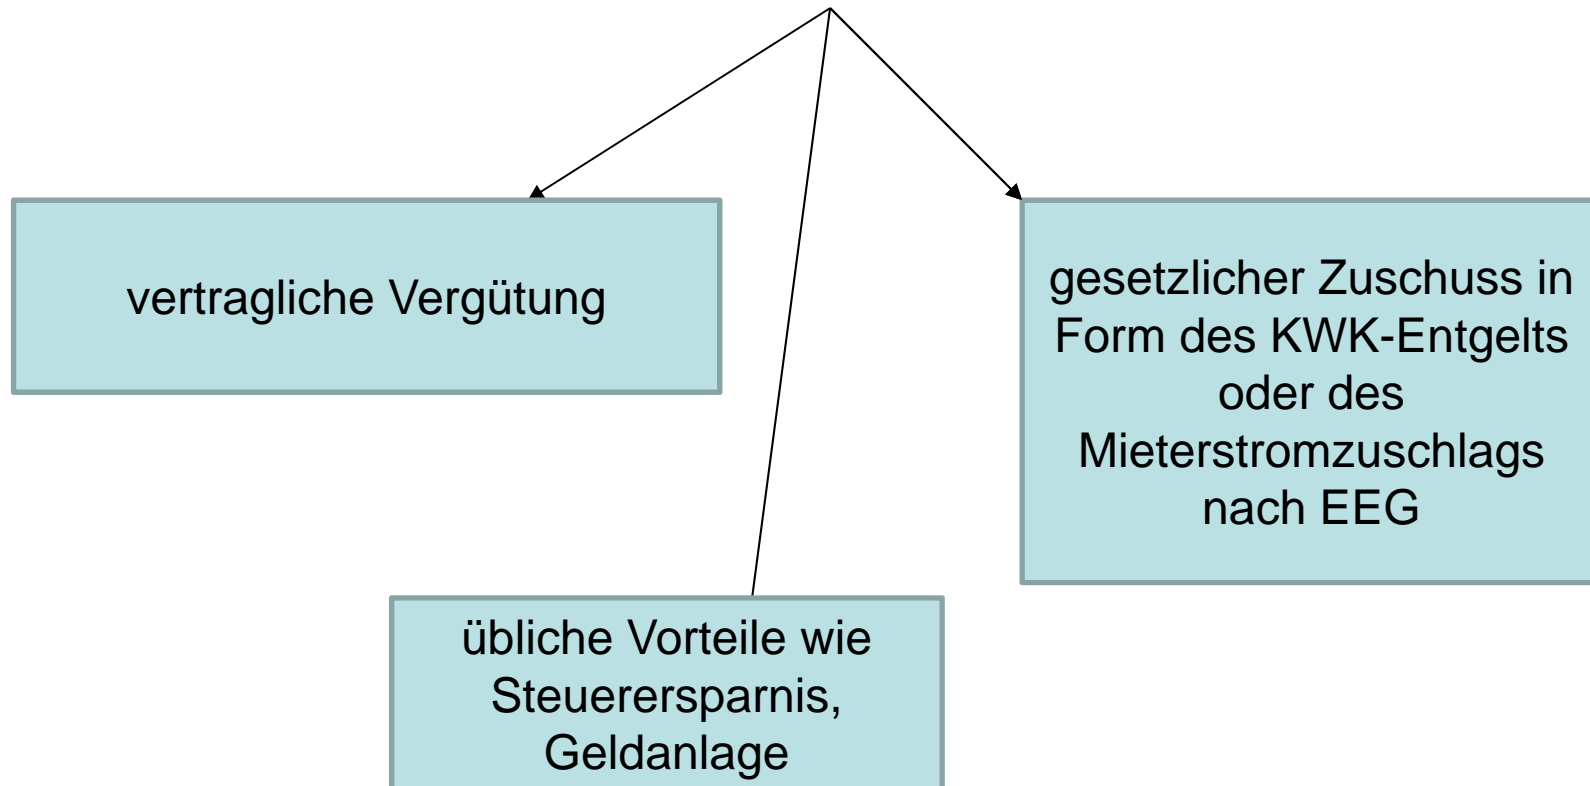 vertragliche Vergütung
gesetzlicher Zuschuss in
Form des KWK-Entgelts
oder des
Mieterstromzuschlags
nach EEG
übliche Vorteile wie
Steuerersparnis,
Geldanlage